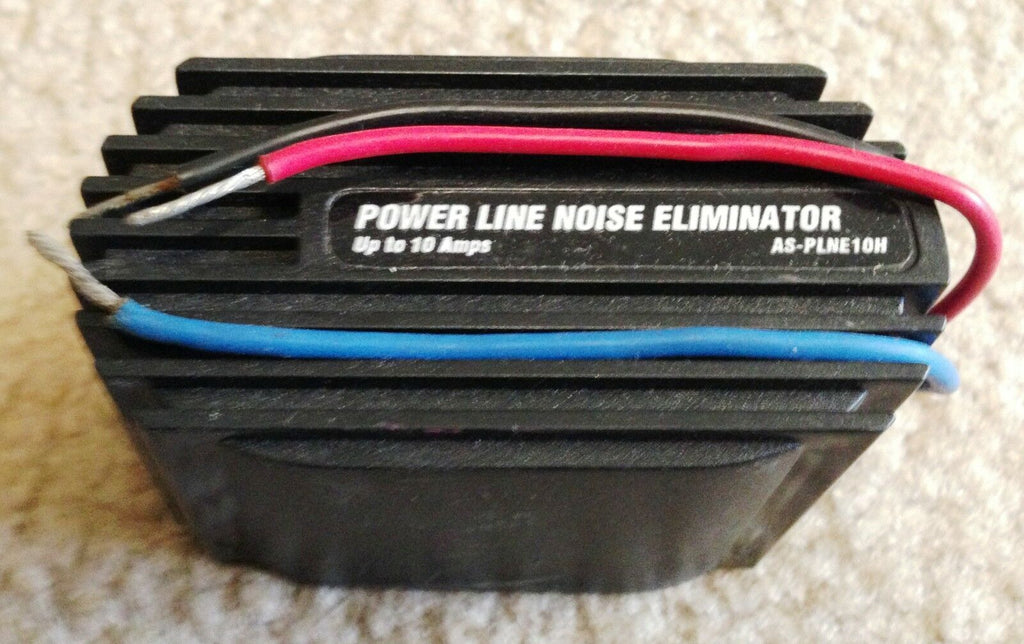 POWER LINE NOISE ELIMINATOR
Up to 10 Amps AS-PLNE10H